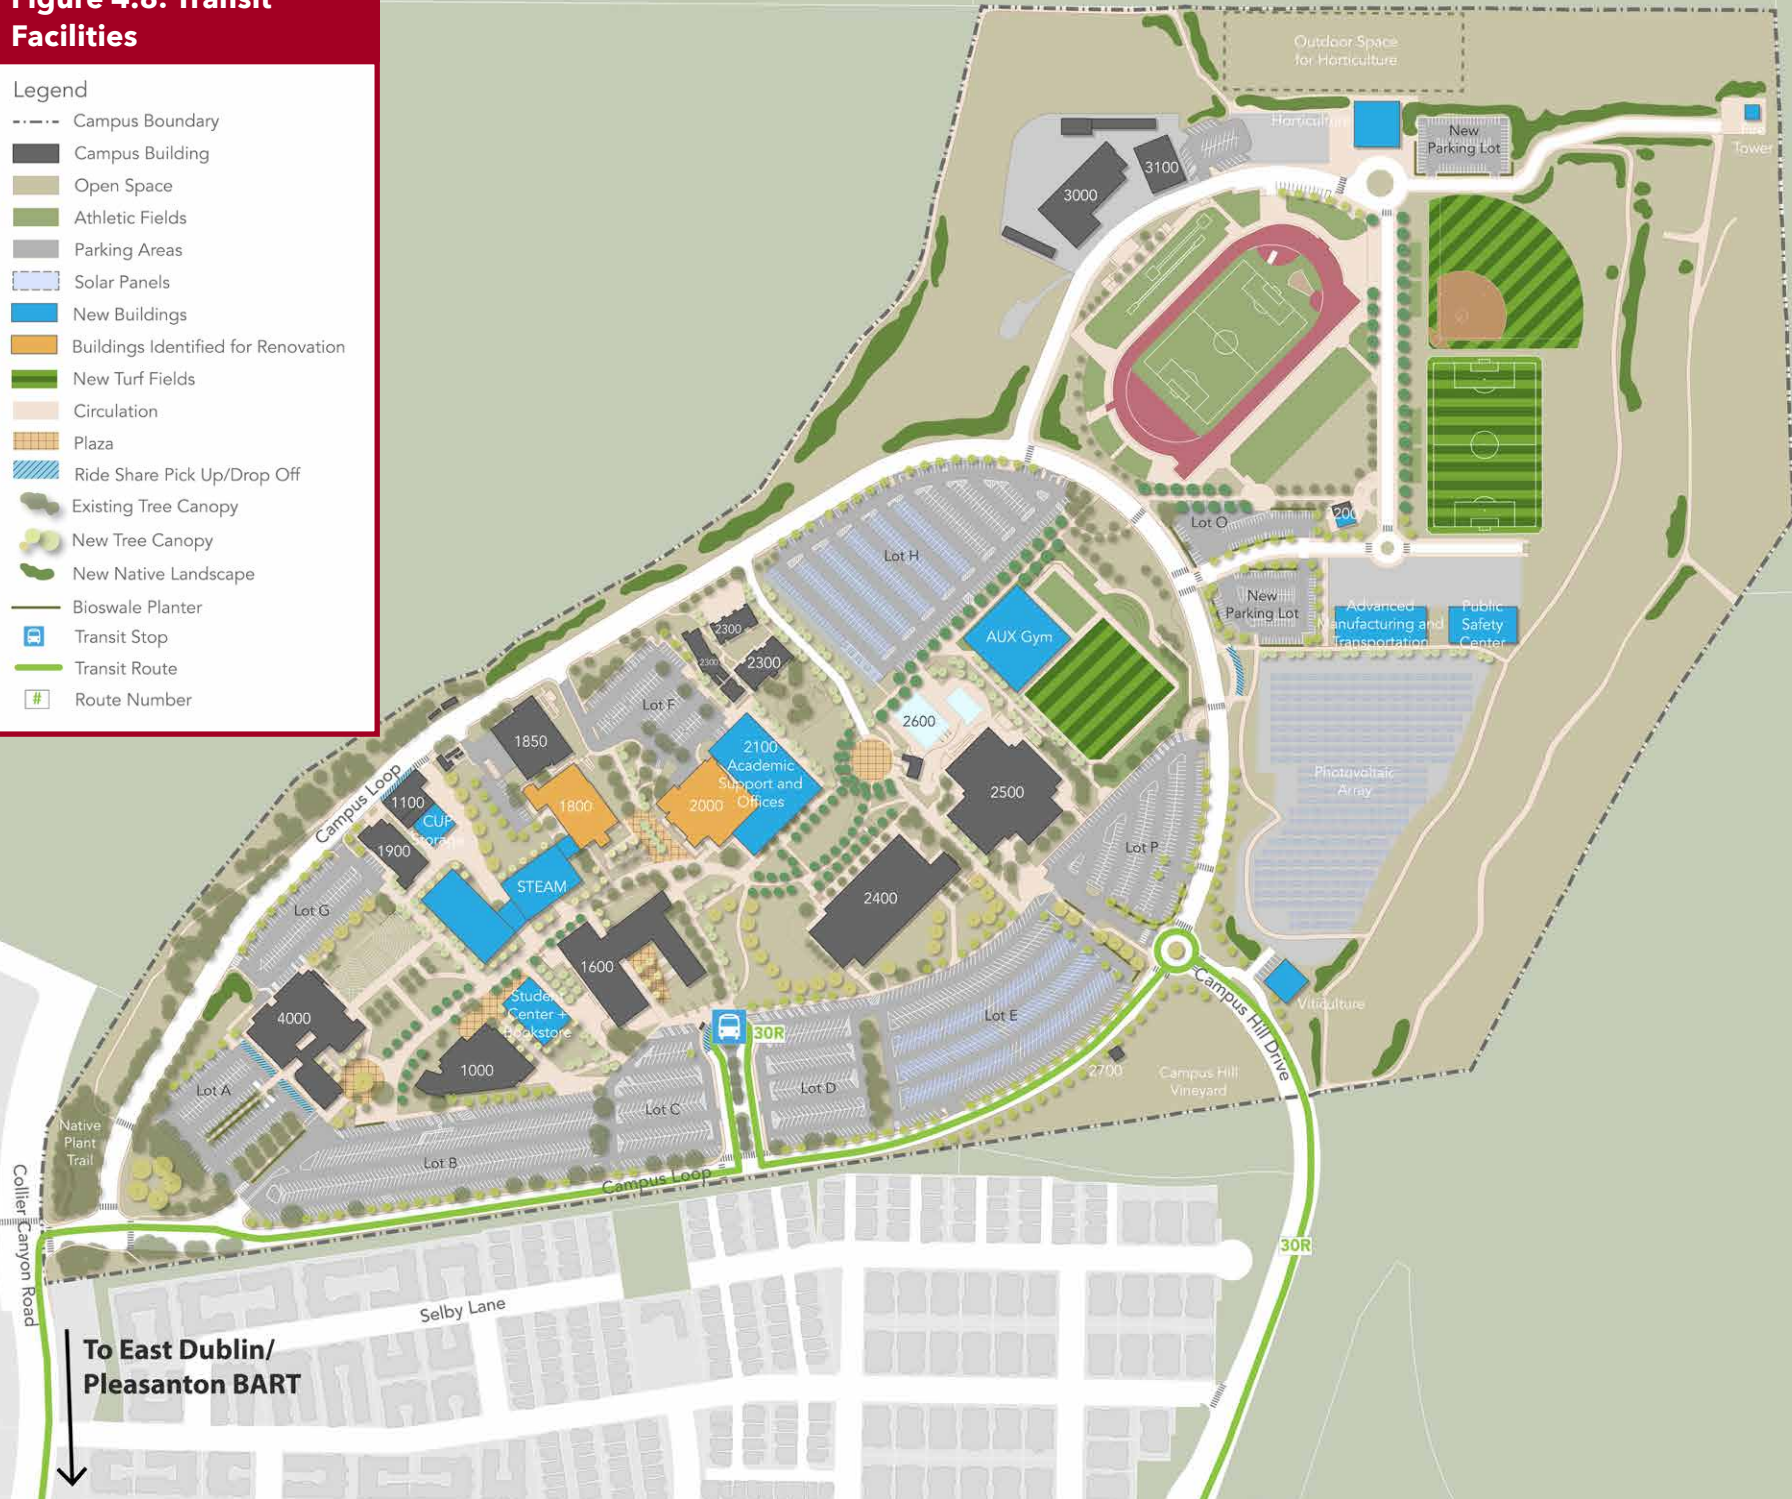 Figure 4.8: Transit
Facilities
Legend
Campus Boundary
Campus Building
Open Space
Athletic Fields
Parking Areas
Solar Panels
New Buildings
Buildings Identified for Renovation
New Turf Fields
Circulation
Plaza
Ride Share Pick Up/Drop Off
Existing Tree Canopy
New Tree Canopy
New Native Landscape
Bioswale Planter
Transit Stop
Transit Route
# Route Number
Outdoor Space
for Horticulture
Horticulture
New
Parking Lot
Tower
3100
3000
Lot O
200
New
Parking Lot
Advanced
Manufacturing and
Transportation
Public
Safety
Center
Lot H
AUX Gym
2300
2300
2300
Lot F
2600
1850
2100
Academic
Support and
Offices
1800
2000
2500
Photovoltaic
Array
Campus Loop
1100
CUP
Storage
1900
Lot P
STEAM
2400
Lot G
1600
4000
Student
Center +
Bookstore
30R
Lot E
Campus Hill Drive
Viticulture
1000
2700
Campus Hill
Vineyard
Lot A
Lot D
Lot C
Native
Plant
Trail
Lot B
Campus Loop
Collier Canyon Road
30R
Selby Lane
To East Dublin/
Pleasanton BART